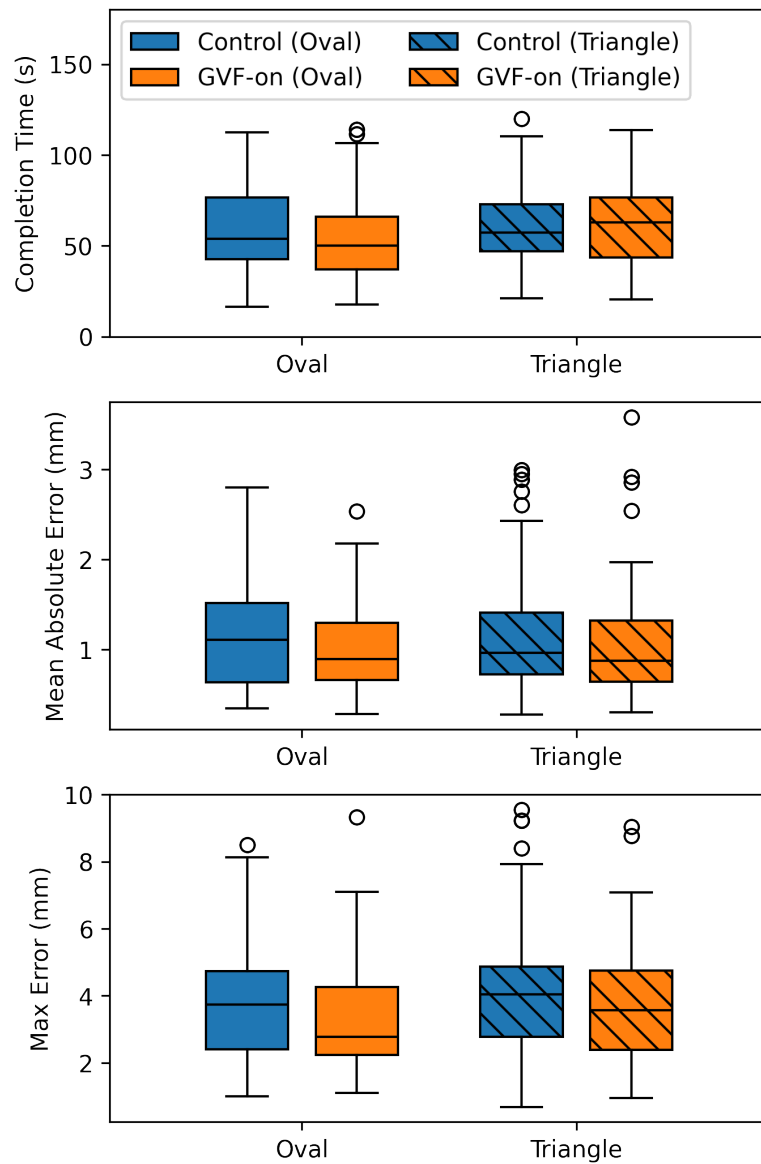 Control (Oval) Control (Triangle)
GVF-on (Oval) GVF-on (Triangle)
Completion Time (s)
150
100
50
0
Oval Triangle
Mean Absolute Error (mm)
3
2
1
Oval Triangle
Max Error (mm)
10
8
6
4
2
Oval Triangle